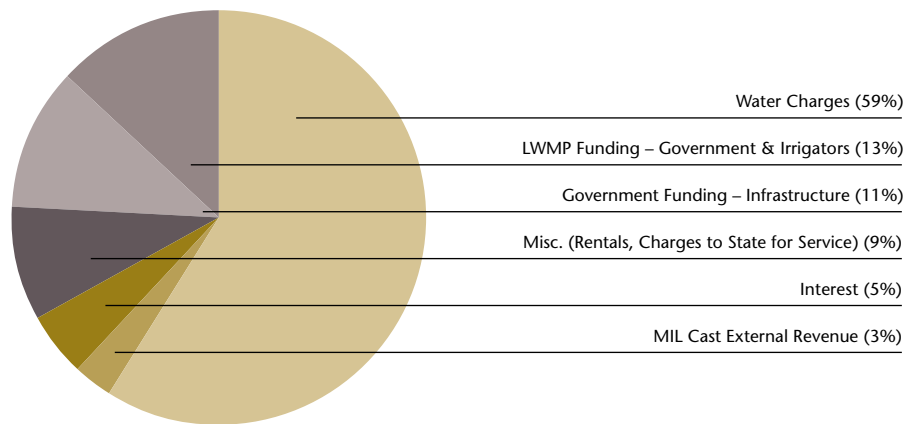 Water Charges (59%)
LWMP Funding – Government & Irrigators (13%)
Government Funding – Infrastructure (11%)
Misc. (Rentals, Charges to State for Service) (9%)
Interest (5%)
MIL Cast External Revenue (3%)